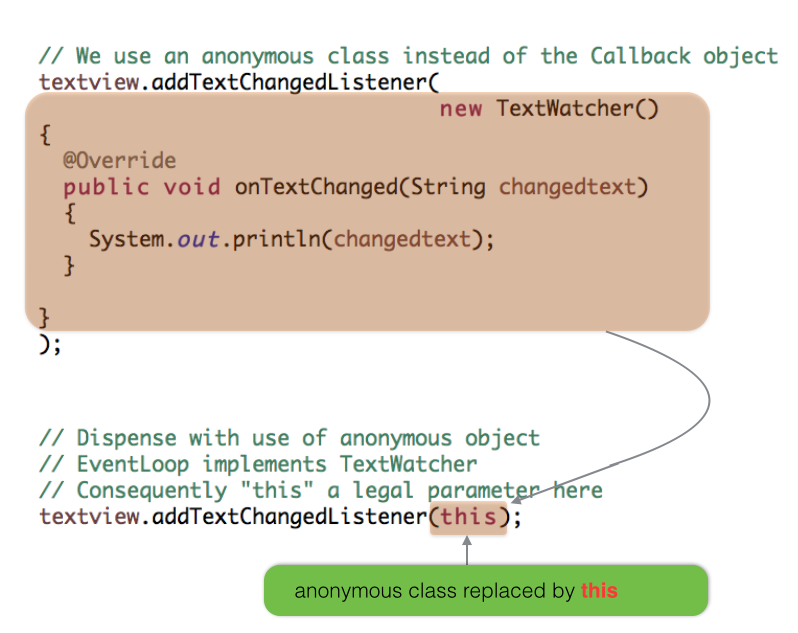 // We use an anonymous class instead of the Callback object
textview.addTextChangedListener(
new TextWatcher()
{
@Override
public void onTextChanged(String changedtext)
{
System.out.println(changedtext);
}
}
);
// Dispense with use of anonymous object
// EventLoop implements TextWatcher
// Consequently "this" a legal parameter here
textview.addTextChangedListener(this);
anonymous class replaced by this